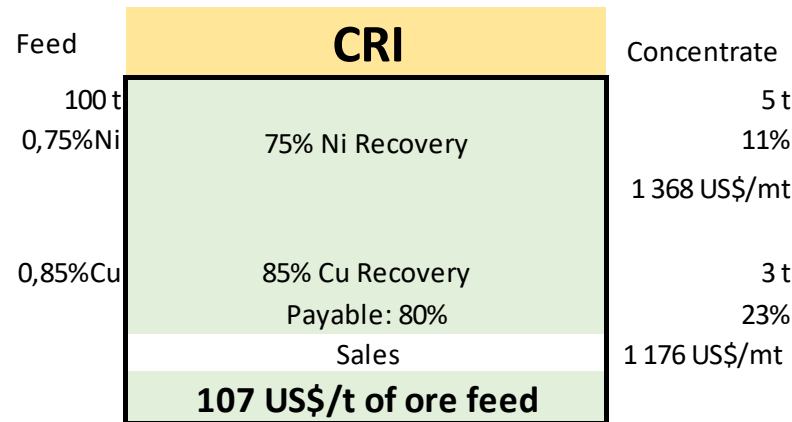 Feed CRI Concentrate
100 t 5 t
0,75%Ni 75% Ni Recovery 11%
1 368 US$/mt
0,85%Cu 85% Cu Recovery 3 t
Payable: 80% 23%
Sales 1 176 US$/mt
107 US$/t of ore feed